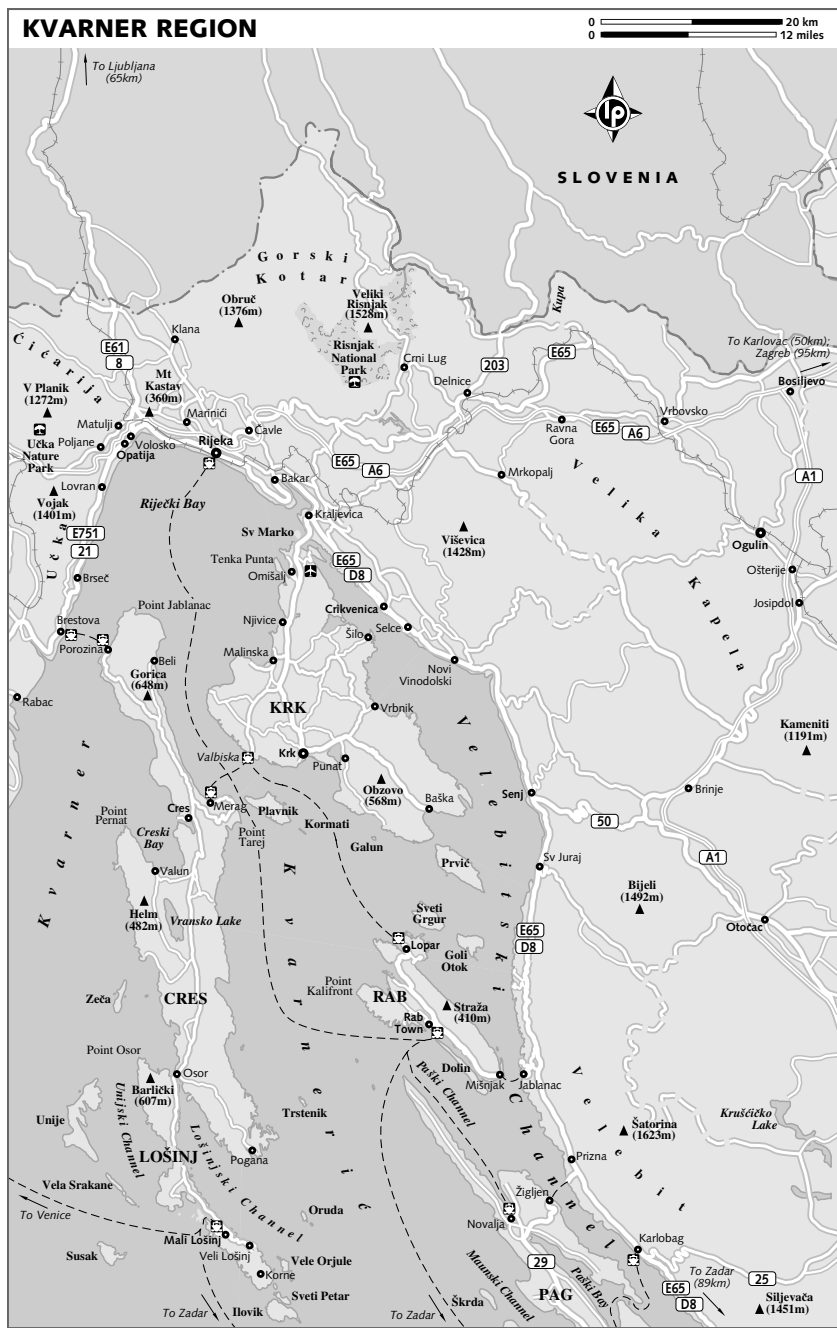 KVARNER REGION
0 20 km
0 12 miles
To Ljubljana
(65km)
lp
SLOVENIA
Gorski
Kotar
Obruč
(1376m)
Veliki
Risnjak
(1528m)
Kupa
Klana
Risnjak
National
Park
Crni Lug
To Karlovac (50km);
Zagreb (95km)
Ćićarija
E61
8
Mt
Kastav
(360m)
203
E65
Delnice
Bosiljevo
V Planik
(1272m)
Marinići
Matulji
Čavle
Ravna
Gora
E65
A6
Vrbovsko
Učka
Nature
Park
Poljane
Volosko
Opatija
Rijeka
E65
A6
A1
Lovran
Bakar
Mrkopalj
Vojak
(1401m)
Riječki Bay
Kraljevica
Velika
Kapela
Učka
E751
21
Sv Marko
Viševica
(1428m)
Ogulin
Tenka Punta
Omišalj
E65
D8
Ošterije
Brseč
Josipdol
Point Jablanac
Crikvenica
Njivice
Šilo
Selce
Brestova
Porozina
Beli
Malinska
Novi
Vinodolski
Gorica
(648m)
Rabac
KRK
Vrbnik
Kameniti
(1191m)
Kvarner
Velebitski
Channel
Valbiska
Krk
Punat
Obzovo
(568m)
Senj
Brinje
Merag
Baška
Point
Pernat
Cres
Plavnik
Kormati
50
Creski
Bay
Point
Tarej
Galun
A1
Valun
Kvarnerić
Prvić
Sv Juraj
Helm
(482m)
Vransko Lake
Sveti
Grgur
Bijeli
(1492m)
Otočac
Lopar
E65
D8
Goli
Otok
Zeča
CRES
Point
Kalifront
RAB
Straža
(410m)
Rab
Town
Point Osor
Dolin
Osor
Mišnjak
Jablanac
Velebit
Barlički
(607m)
Paški Channel
Unije
Unijski Channel
Trstenik
Šatorina
(1623m)
Krušćičko
Lake
LOŠINJ
Lošinjski Channel
Pogana
Prizna
Vela Srakane
Žigljen
Oruda
Novalja
To Venice
Mali Lošinj
Veli Lošinj
Karlobag
Susak
Vele Orjule
29
Maunski Channel
Paški Bay
To Zadar
(89km)
25
Korne
Sveti Petar
Škrda
PAG
E65
D8
Siljevača
(1451m)
To Zadar
Ilovik
To Zadar